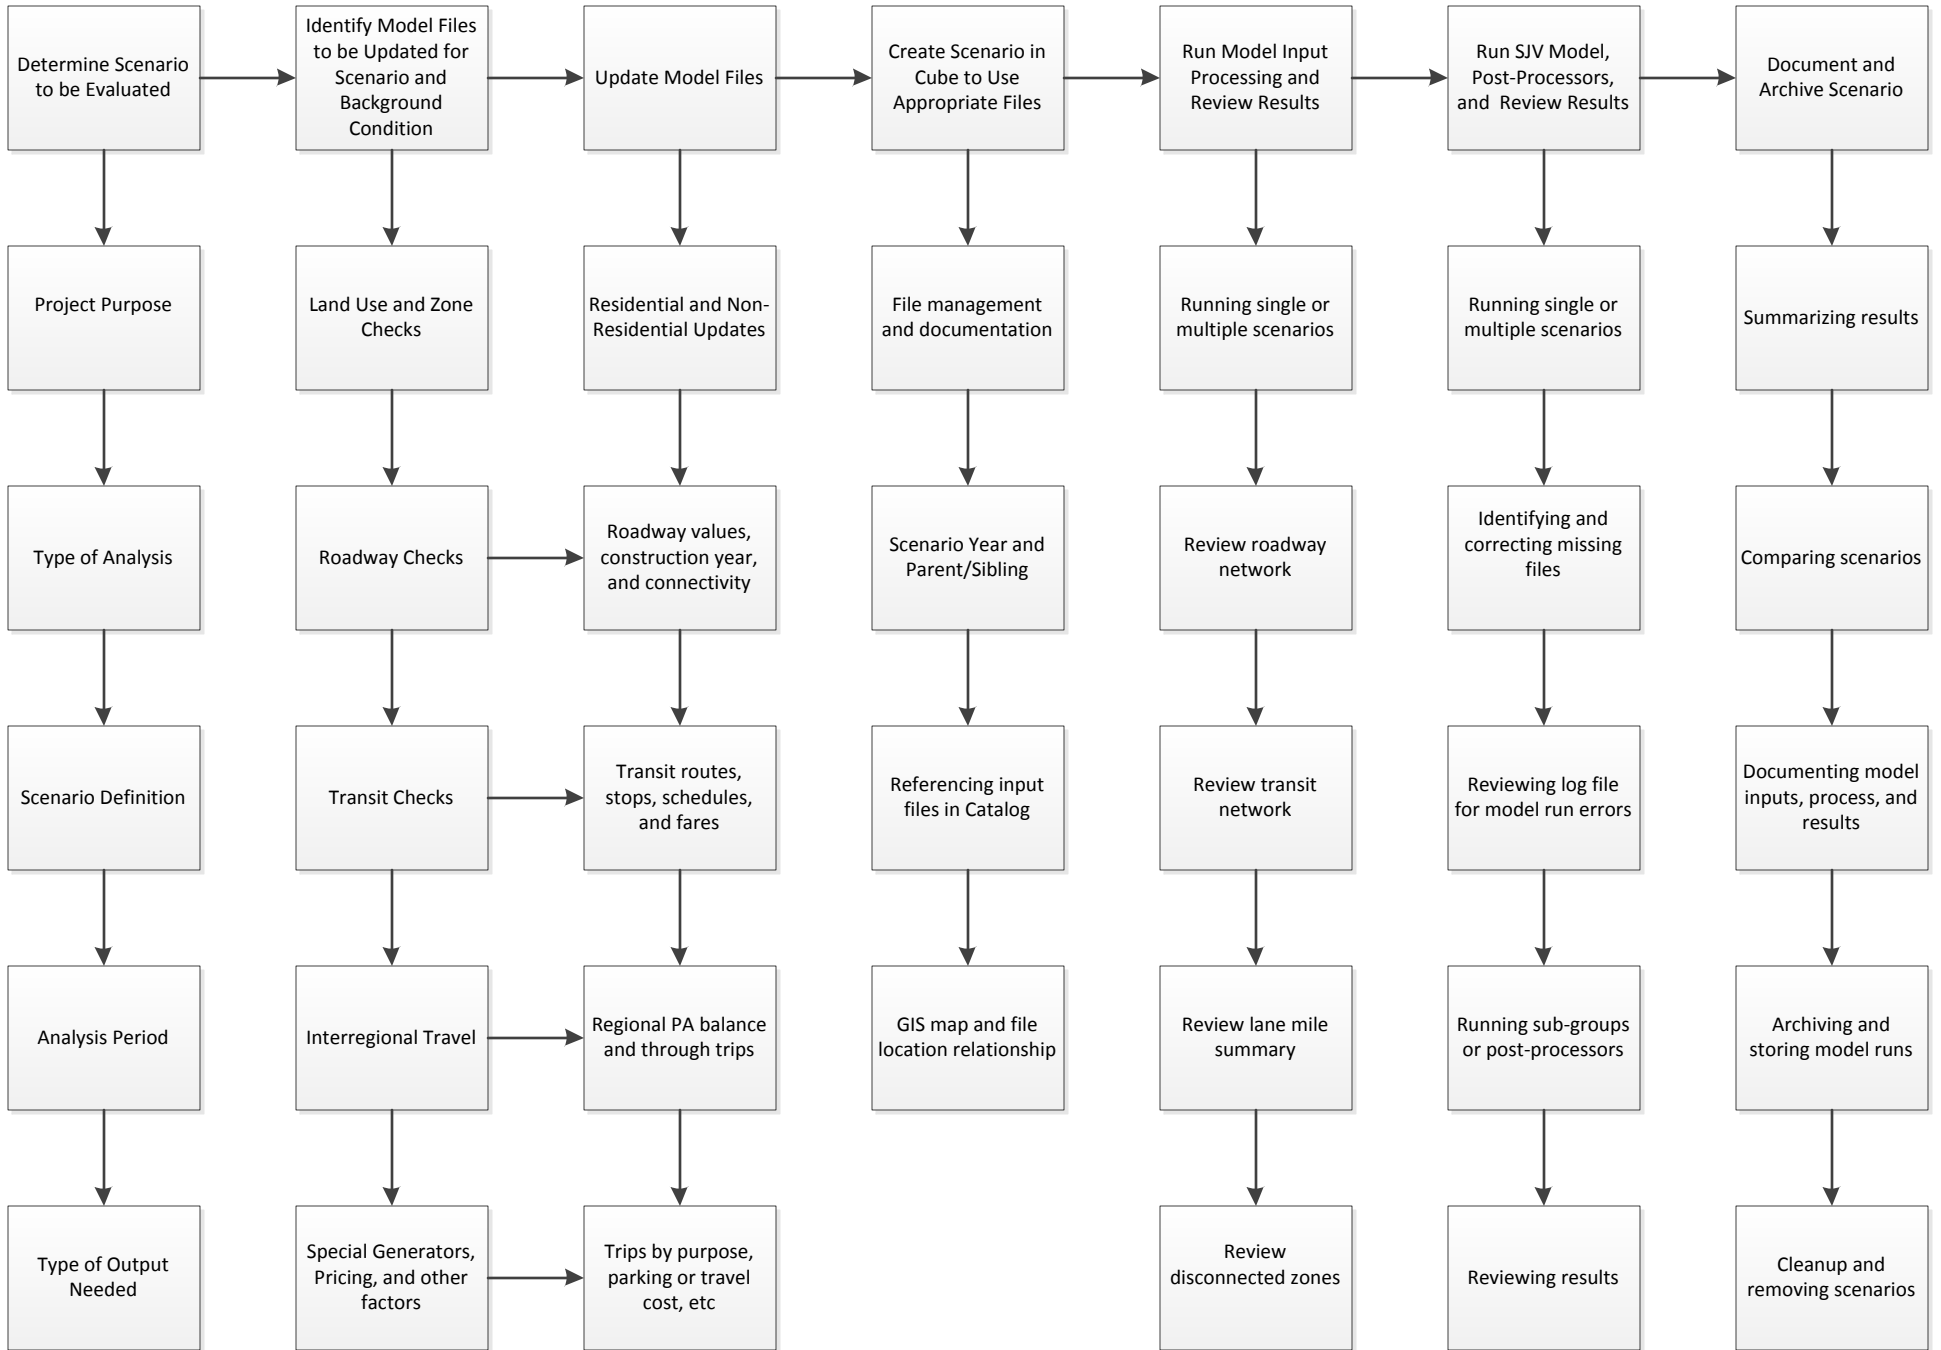 Determine Scenario
to be Evaluated
Identify Model Files
to be Updated for
Scenario and
Background
Condition
Update Model Files
Create Scenario in
Cube to Use
Appropriate Files
Run Model Input
Processing and
Review Results
Run SJV Model,
Post-Processors,
and Review Results
Document and
Archive Scenario
Project Purpose
Land Use and Zone
Checks
Residential and Non-
Residential Updates
File management
and documentation
Running single or
multiple scenarios
Running single or
multiple scenarios
Summarizing results
Type of Analysis
Roadway Checks
Roadway values,
construction year,
and connectivity
Scenario Year and
Parent/Sibling
Review roadway
network
Identifying and
correcting missing
files
Comparing scenarios
Scenario Definition
Transit Checks
Transit routes,
stops, schedules,
and fares
Referencing input
files in Catalog
Review transit
network
Reviewing log file
for model run errors
Documenting model
inputs, process, and
results
Analysis Period
Interregional Travel
Regional PA balance
and through trips
GIS map and file
location relationship
Review lane mile
summary
Running sub-groups
or post-processors
Archiving and
storing model runs
Type of Output
Needed
Special Generators,
Pricing, and other
factors
Trips by purpose,
parking or travel
cost, etc
Review
disconnected zones
Reviewing results
Cleanup and
removing scenarios